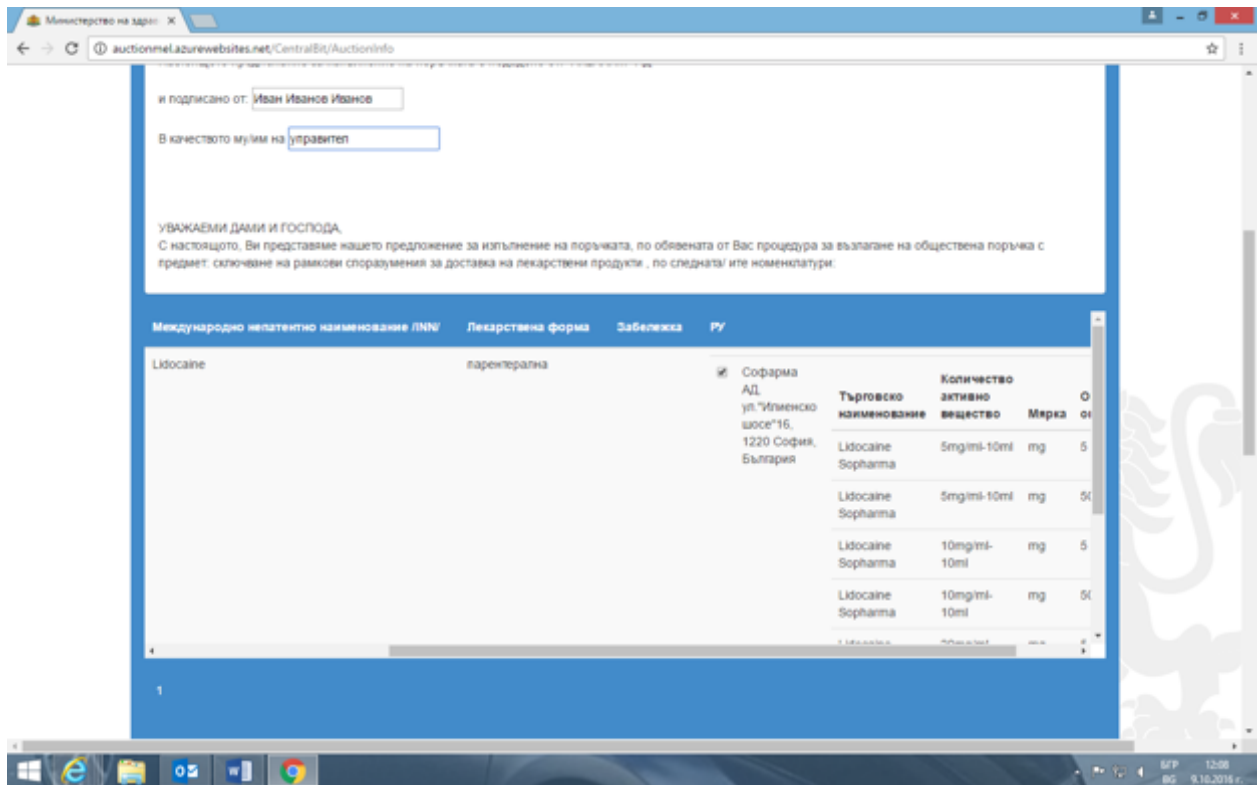 Министерство на здрав
auctionmel.azurewebsites.net/CentralBit/AuctionInfo
и подписано от: Иван Иванов Иванов
В качеството му/им на управител
УВАЖАЕМИ ДАМИ И ГОСПОДА,
С настоящото, Ви представяме нашето предложение за изпълнение на поръчката, по обявената от Вас процедура за възлагане на обществена поръчка с
предмет: сключване на рамкови споразумения за доставка на лекарствени продукти , по следната/ ите номенклатури:
Международно непатентно наименование /INN/ Лекарствена форма Забележка РУ
Lidocaine парентерална
Софарма
АД,
ул."Илиенско
шосе"16,
1220 София,
България
Търговско
наименование
Количество
активно
вещество
Мярка
Lidocaine
Sopharma
5mg/ml-10ml mg 5
Lidocaine
Sopharma
5mg/ml-10ml mg 50
Lidocaine
Sopharma
10mg/ml-
10ml
mg 5
Lidocaine
Sopharma
10mg/ml-
10ml
mg 50
1
БГР
BG
12:08
9.10.2016 г.